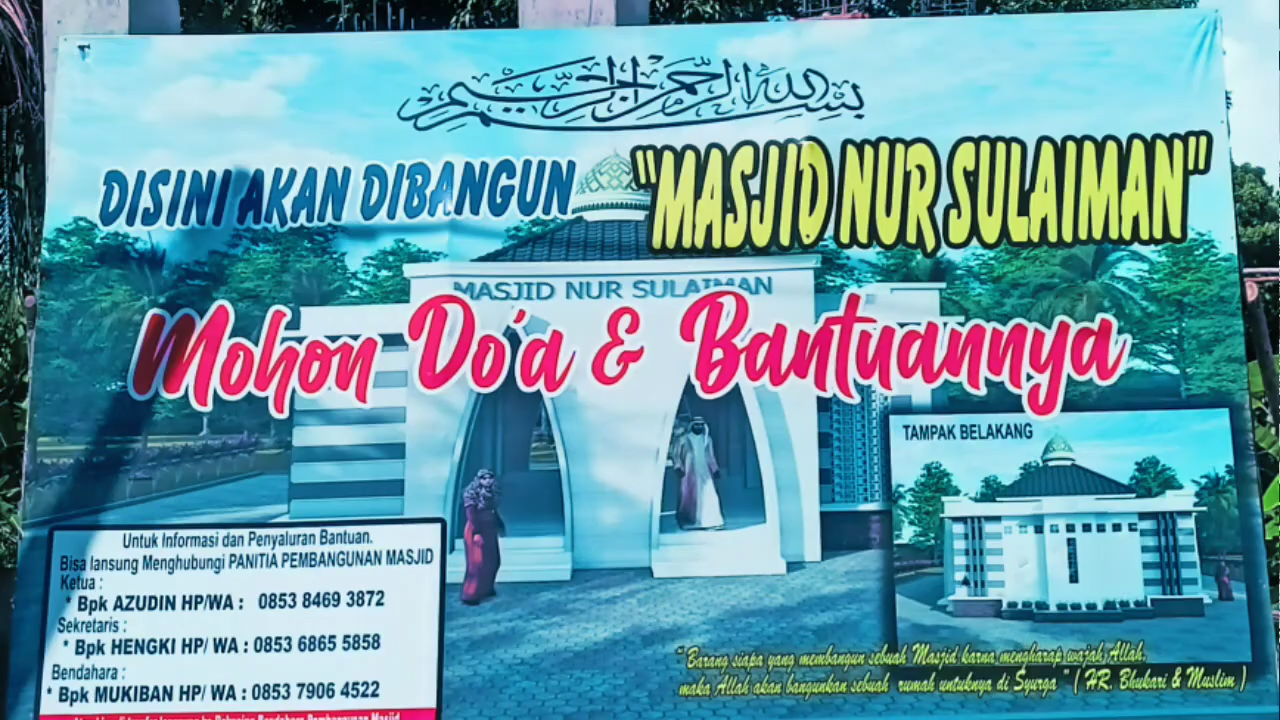 بسم الله الرحمن الرحيم
DISINI AKAN DIBANGUN "MASJID NUR SULAIMAN"
MASJID NUR SULAIMAN
Mohon Do'a & Bantuannya
TAMPAK BELAKANG
Untuk Informasi dan Penyaluran Bantuan.
Bisa lansung Menghubungi PANITIA PEMBANGUNAN MASJID
Ketua :
* Bpk AZUDIN HP/WA : 0853 8469 3872
Sekretaris :
* Bpk HENGKI HP/ WA : 0853 6865 5858
Bendahara :
* Bpk MUKIBAN HP/ WA : 0853 7906 4522
"Barang siapa yang membangun sebuah Masjid karna mengharap wajah Allah,
maka Allah akan bangunkan sebuah rumah untuknya di Syurga" ( HR. Bhukari & Muslim )